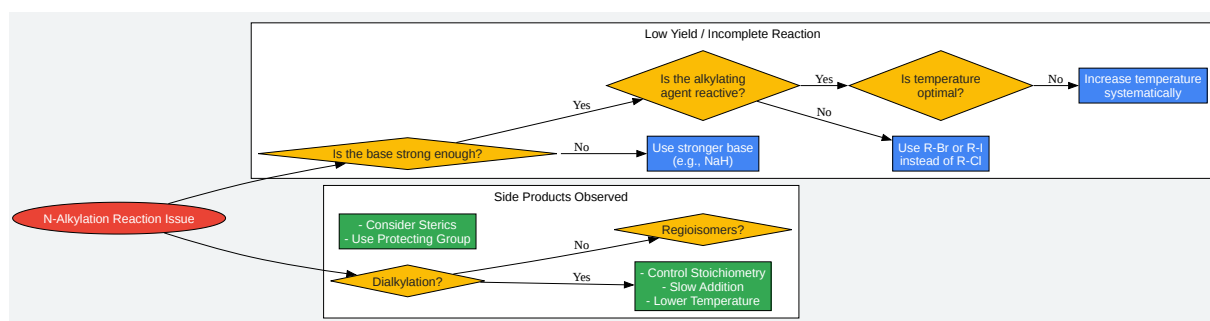 Low Yield / Incomplete Reaction
Is the alkylating
agent reactive?
Yes
Is temperature
optimal?
No
Increase temperature
systematically
Yes
No
Is the base strong enough?
No
Use stronger base
(e.g., NaH)
Use R-Br or R-I
instead of R-Cl
N-Alkylation Reaction Issue
Side Products Observed
- Consider Sterics
- Use Protecting Group
Regioisomers?
No
Dialkylation?
Yes
- Control Stoichiometry
- Slow Addition
- Lower Temperature